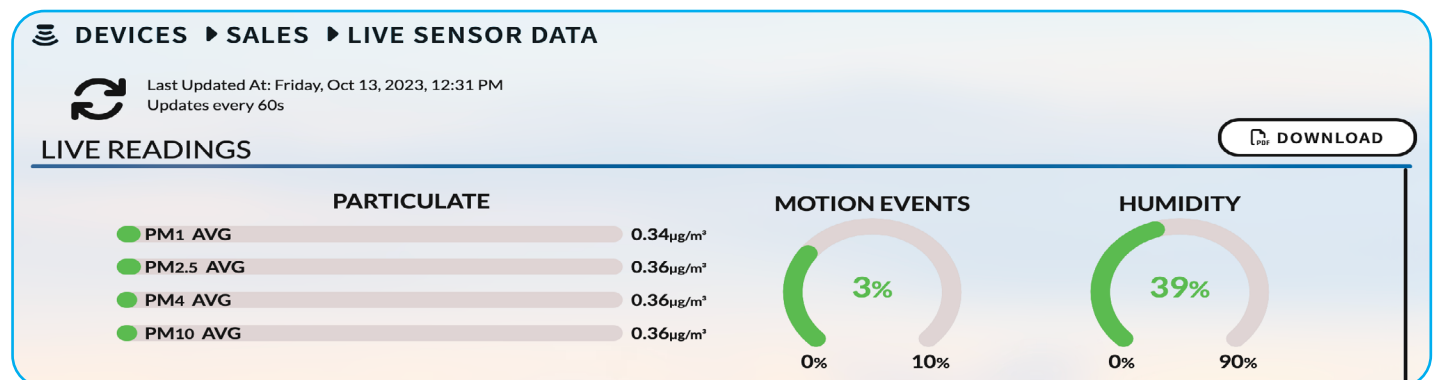 DEVICES SALES LIVE SENSOR DATA
Last Updated At: Friday, Oct 13, 2023, 12:31 PM
Updates every 60s
LIVE READINGS
PDF DOWNLOAD
PARTICULATE
PM1 AVG 0.34µg/m³
PM2.5 AVG 0.36µg/m³
PM4 AVG 0.36µg/m³
PM10 AVG 0.36µg/m³
MOTION EVENTS
3%
0% 10%
HUMIDITY
39%
0% 90%